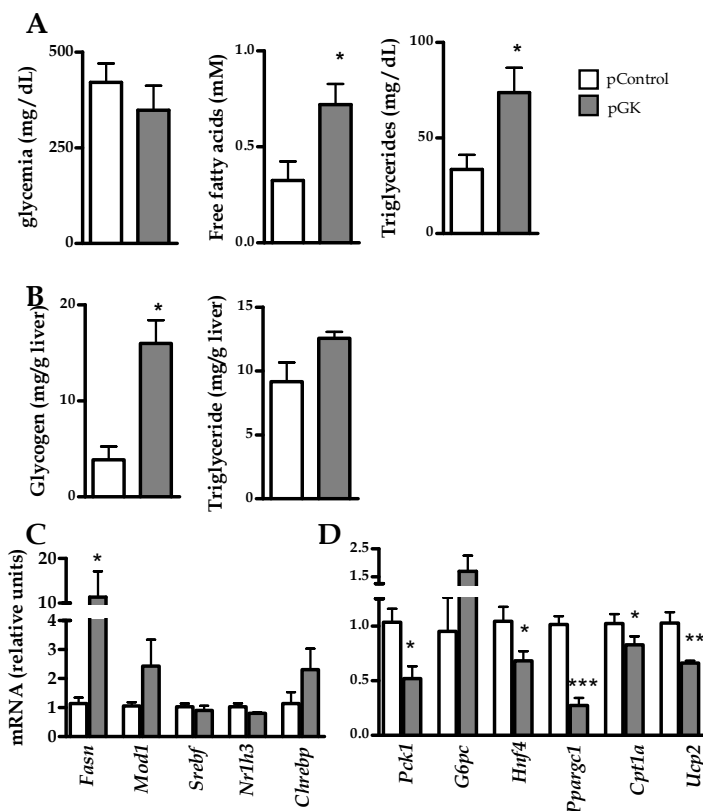 A
glycemia (mg/ dL)
500
250
0
Free fatty acids (mM)
1.0
0.5
0.0
*
Triglycerides (mg/ dL)
100
50
0
*
pControl
pGK
B
Glycogen (mg/g liver)
20
10
0
*
Triglyceride (mg/g liver)
15
10
5
0
C
mRNA (relative units)
20
10
4
3
2
1
0
*
Fasn
Mod1
Srebf
Nr1h3
Chrebp
D
2.5
1.5
1.0
0.5
0.0
*
*
***
*
**
Pck1
G6pc
Hnf4
Ppargc1
Cpt1a
Ucp2